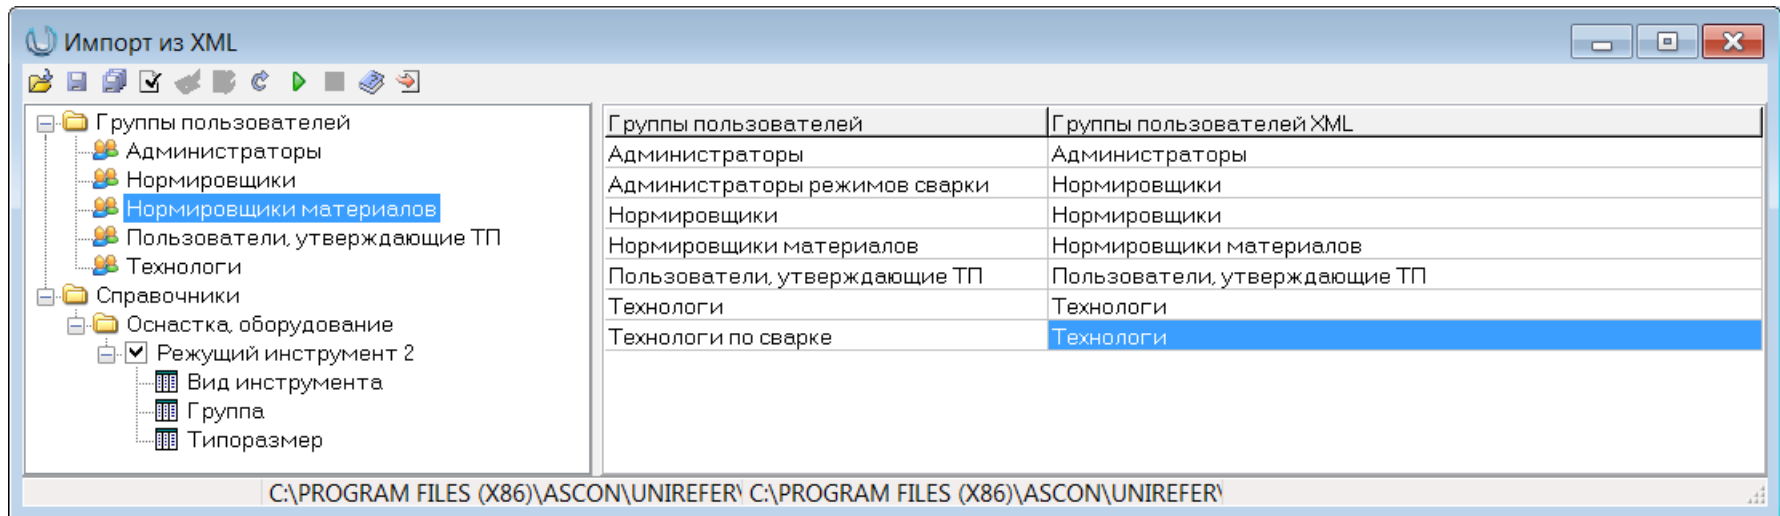 Импорт из XML
Группы пользователей
Администраторы
Нормировщики
Нормировщики материалов
Пользователи, утверждающие ТП
Технологи
Справочники
Оснастка, оборудование
Режущий инструмент 2
Вид инструмента
Группа
Типоразмер
Группы пользователей Группы пользователей XML
Администраторы Администраторы
Администраторы режимов сварки Нормировщики
Нормировщики Нормировщики
Нормировщики материалов Нормировщики материалов
Пользователи, утверждающие ТП Пользователи, утверждающие ТП
Технологи Технологи
Технологи по сварке Технологи
C:\PROGRAM FILES (X86)\ASCON\UNIREFER\ C:\PROGRAM FILES (X86)\ASCON\UNIREFER\